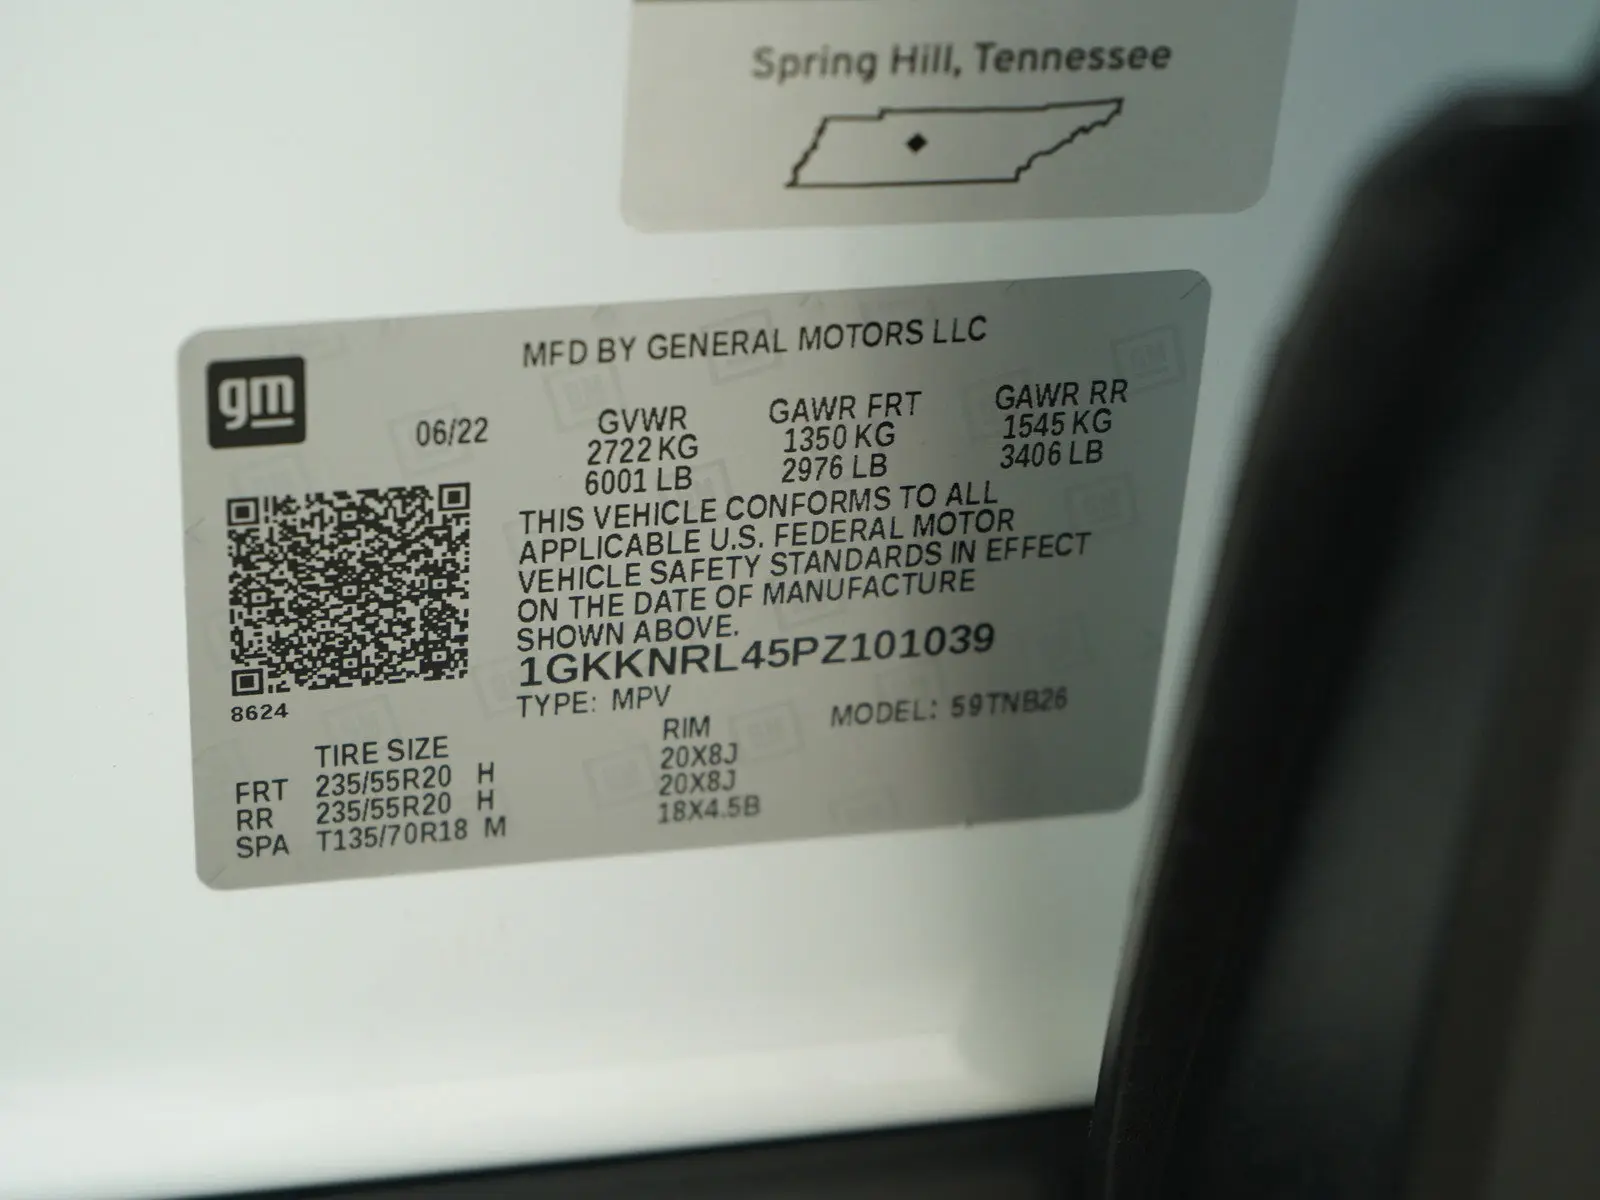 Spring Hill, Tennessee
gm
MFD BY GENERAL MOTORS LLC
06/22
GVWR GAWR FRT GAWR RR
2722 KG 1350 KG 1545 KG
6001 LB 2976 LB 3406 LB
THIS VEHICLE CONFORMS TO ALL
APPLICABLE U.S. FEDERAL MOTOR
VEHICLE SAFETY STANDARDS IN EFFECT
ON THE DATE OF MANUFACTURE
SHOWN ABOVE.
1GKKNRL45PZ101039
TYPE: MPV MODEL: 59TNB26
8624
TIRE SIZE RIM
FRT 235/55R20 H 20X8J
RR 235/55R20 H 20X8J
SPA T135/70R18 M 18X4.5B